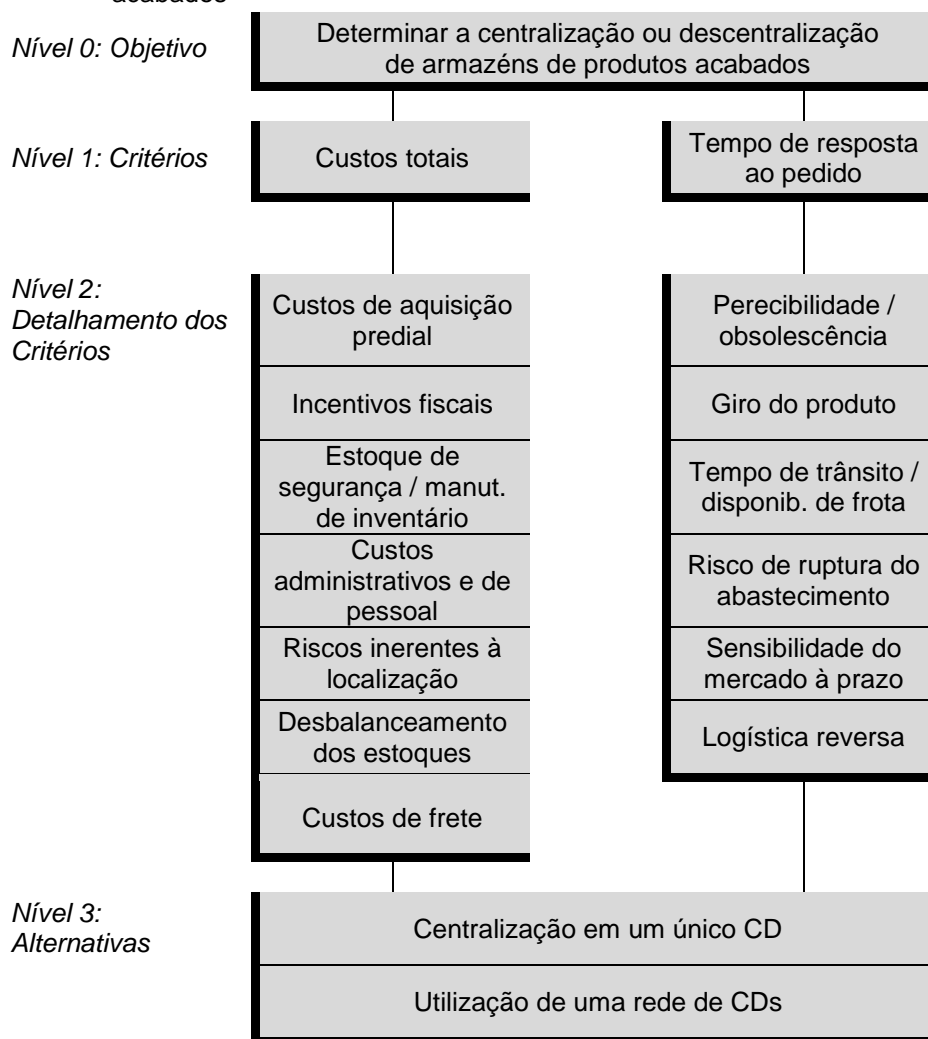 acabados
Nível 0: Objetivo
Determinar a centralização ou descentralização
de armazéns de produtos acabados
Nível 1: Critérios
Custos totais
Tempo de resposta
ao pedido
Nível 2:
Detalhamento dos
Critérios
Custos de aquisição
predial
Incentivos fiscais
Estoque de
segurança / manut.
de inventário
Custos
administrativos e de
pessoal
Riscos inerentes à
localização
Desbalanceamento
dos estoques
Custos de frete
Perecibilidade /
obsolescência
Giro do produto
Tempo de trânsito /
disponib. de frota
Risco de ruptura do
abastecimento
Sensibilidade do
mercado à prazo
Logística reversa
Nível 3:
Alternativas
Centralização em um único CD
Utilização de uma rede de CDs